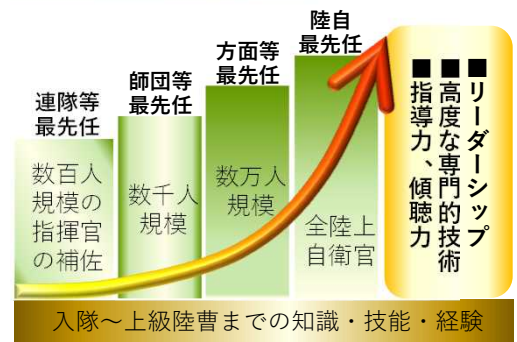 連隊等
最先任
数百人
規模の
指揮官
の補佐
師団等
最先任
数千人
規模
方面等
最先任
数万人
規模
陸自
最先任
全陸上
自衛官
■リーダーシップ
■高度な専門的技術
■指導力、傾聴力
入隊～上級陸曹までの知識・技能・経験